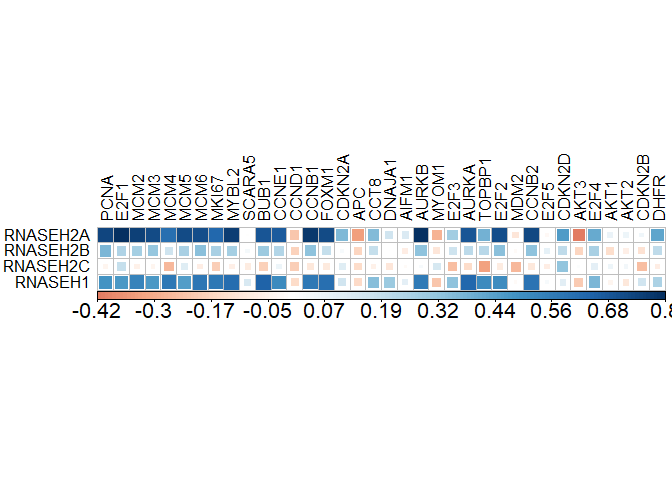 PCNA E2F1 MCM2 MCM3 MCM4 MCM5 MCM6 MKI67 MYBL2 SCARA5 BUB1 CCNE1 CCND1 CCNB1 FOXM1 CDKN2A APC CCT8 DNAJA1 AIFM1 AURKB MYOM1 E2F3 AURKA TOPBP1 E2F2 MDM2 CCNB2 E2F5 CDKN2D AKT3 E2F4 AKT1 AKT2 CDKN2B DHFR
RNASEH2A
RNASEH2B
RNASEH2C
RNASEH1
-0.42 -0.3 -0.17 -0.05 0.07 0.19 0.32 0.44 0.56 0.68